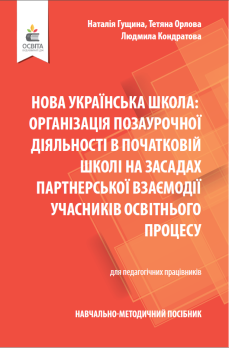 Наталія Гущина, Тетяна Орлова
Людмила Кондратова
ОСВІТА
НОВА УКРАЇНСЬКА ШКОЛА:
ОРГАНІЗАЦІЯ ПОЗАУРОЧНОЇ
ДІЯЛЬНОСТІ В ПОЧАТКОВІЙ
ШКОЛІ НА ЗАСАДАХ
ПАРТНЕРСЬКОЇ ВЗАЄМОДІЇ
УЧАСНИКІВ ОСВІТНЬОГО
ПРОЦЕСУ
для педагогічних працівників
НАВЧАЛЬНО-МЕТОДИЧНИЙ ПОСІБНИК